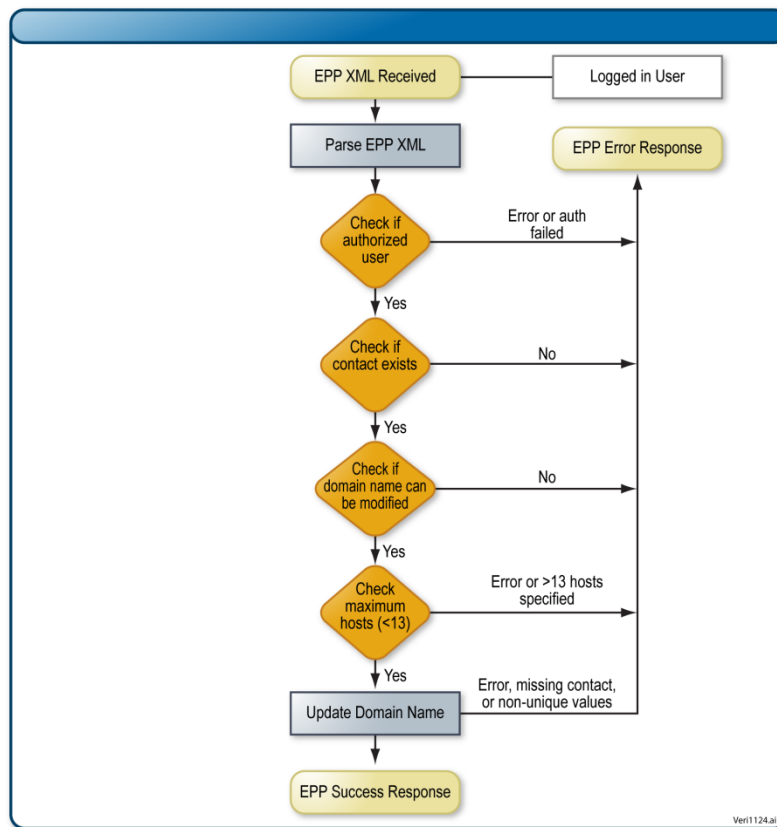 EPP XML Received
Logged in User
Parse EPP XML
EPP Error Response
Check if
authorized
user
Error or auth
failed
Yes
Check if
contact exists
No
Yes
Check if
domain name can
be modified
No
Yes
Check
maximum
hosts (<13)
Error or >13 hosts
specified
Yes
Update Domain Name
Error, missing contact,
or non-unique values
EPP Success Response
Veri1124.ai